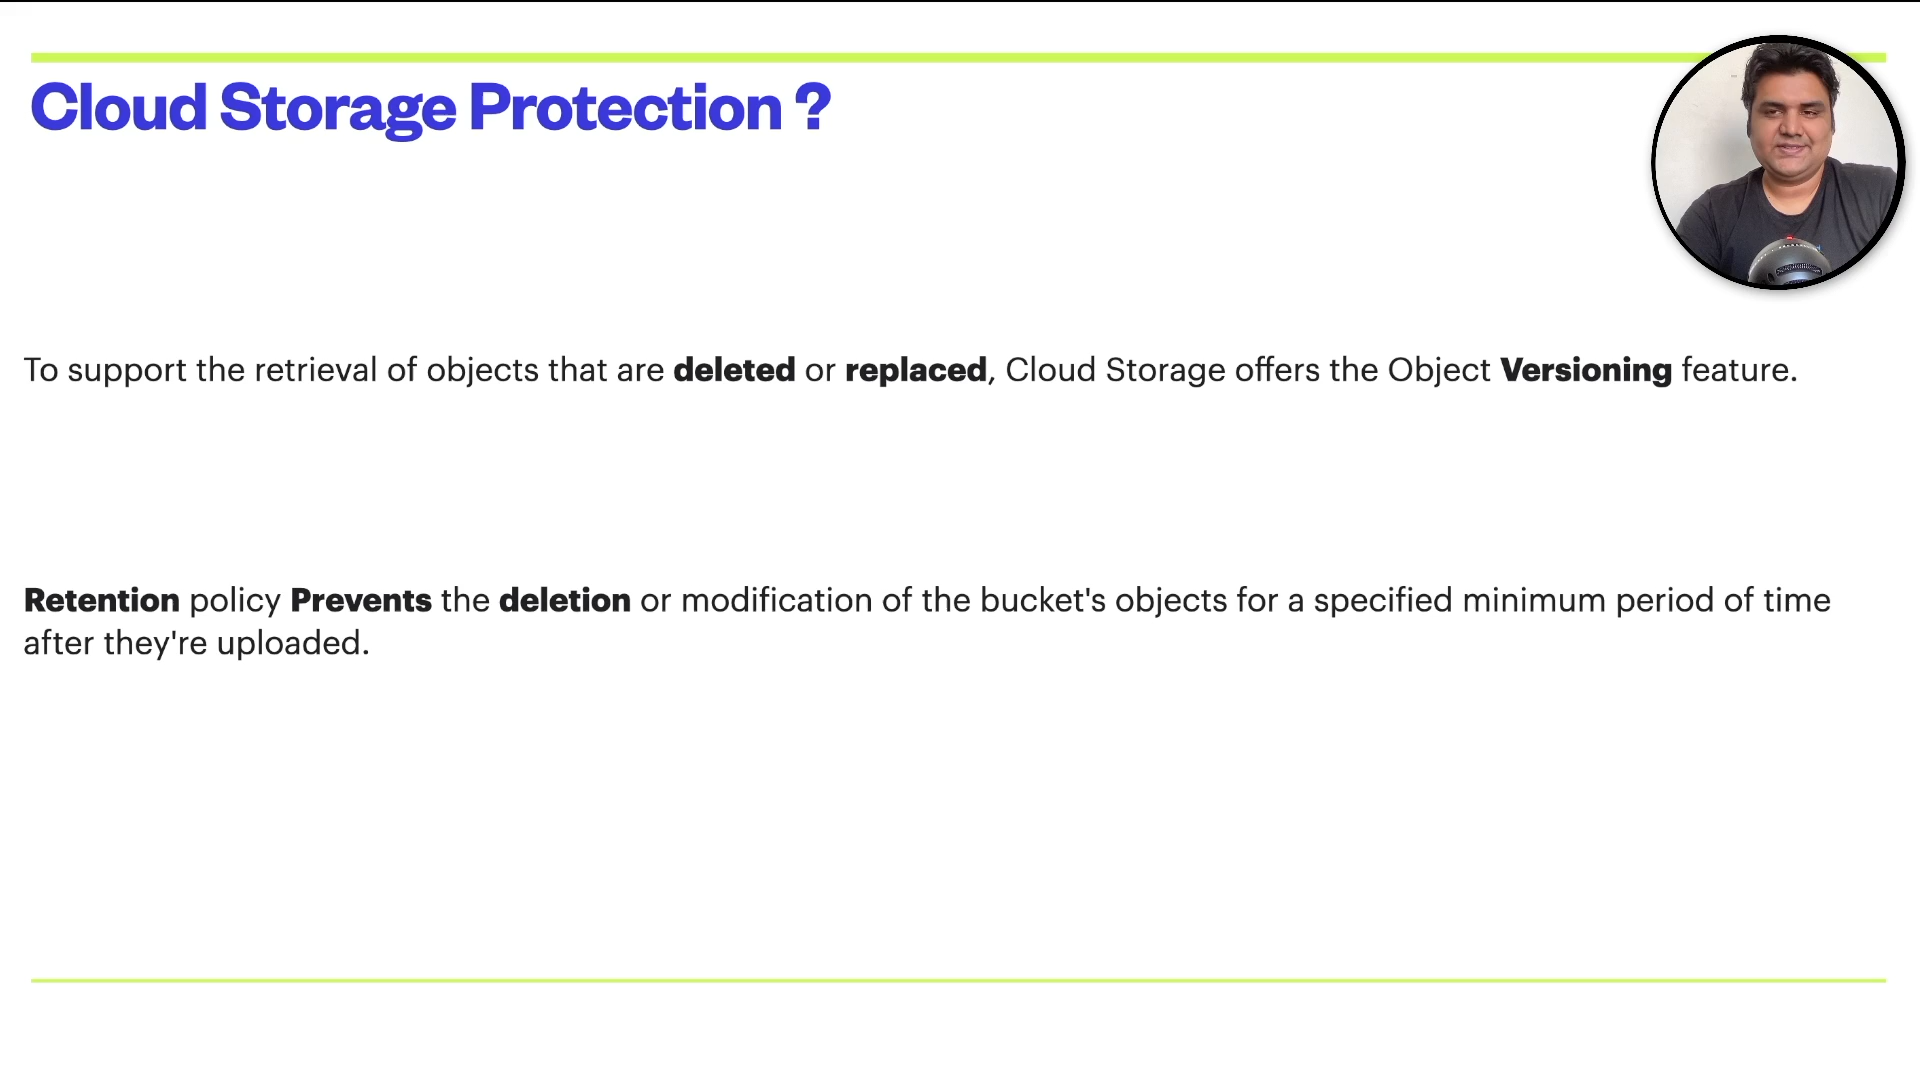 Cloud Storage Protection ?
To support the retrieval of objects that are deleted or replaced, Cloud Storage offers the Object Versioning feature.
Retention policy Prevents the deletion or modification of the bucket's objects for a specified minimum period of time
after they're uploaded.